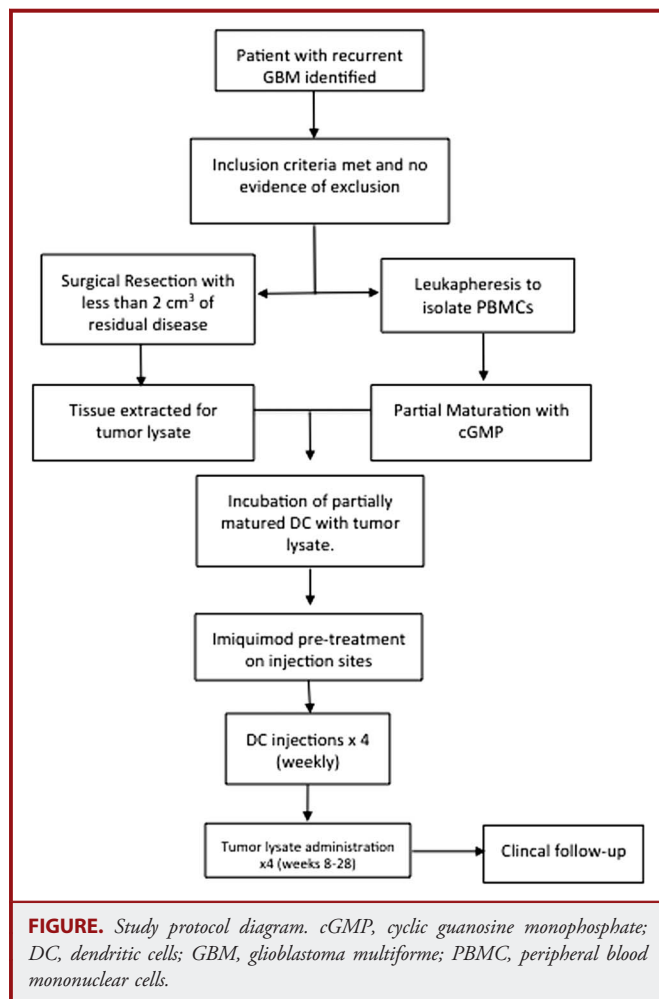 Patient with recurrent
GBM identified
Inclusion criteria met and no
evidence of exclusion
Surgical Resection with
less than 2 cm³ of
residual disease
Leukapheresis to
isolate PBMCs
Tissue extracted for
tumor lysate
Partial Maturation with
cGMP
Incubation of partially
matured DC with tumor
lysate.
Imiquimod pre-treatment
on injection sites
DC injections x 4
(weekly)
Tumor lysate administration
x4 (weeks 8-28)
Clincal follow-up
FIGURE. Study protocol diagram. cGMP, cyclic guanosine monophosphate;
DC, dendritic cells; GBM, glioblastoma multiforme; PBMC, peripheral blood
mononuclear cells.